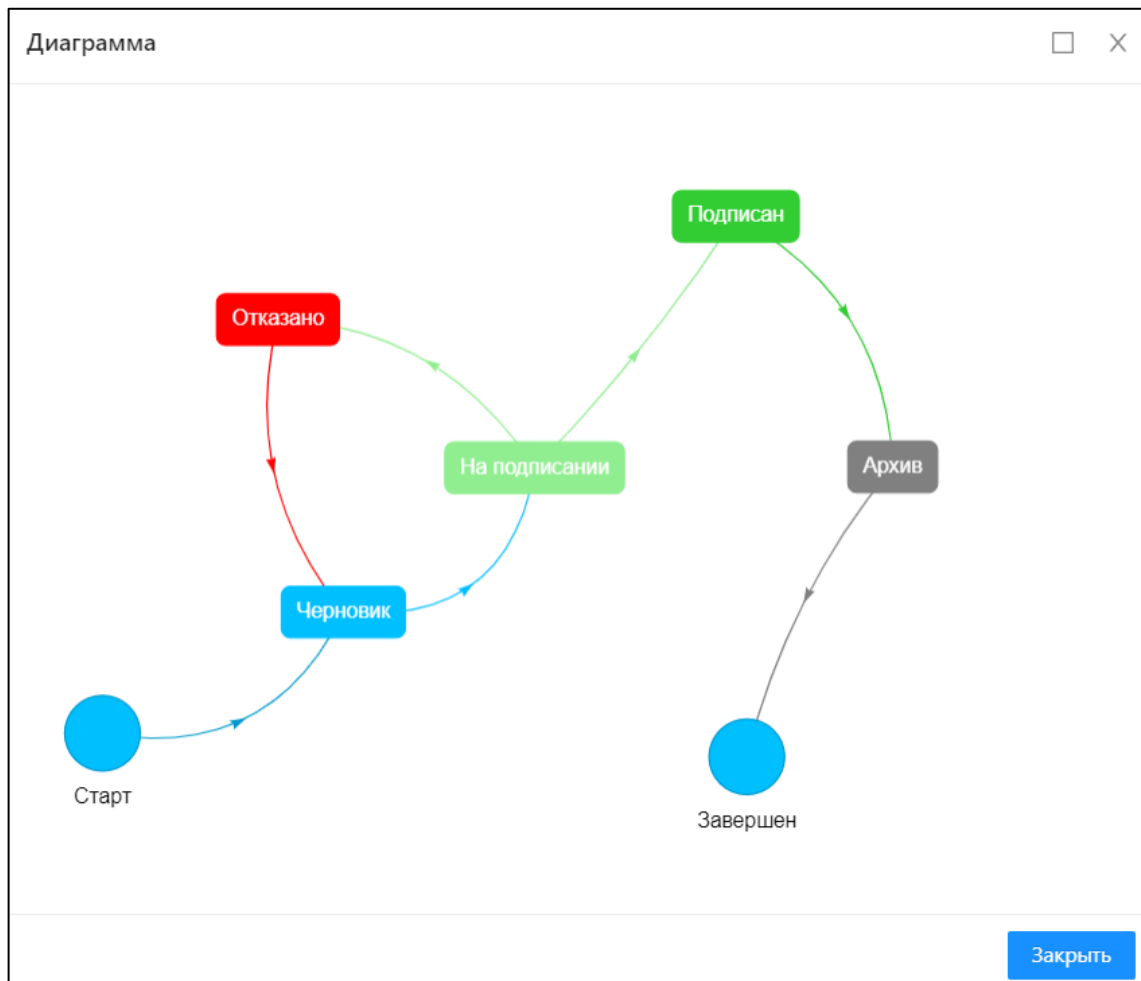 Диаграмма
Подписан
Отказано
На подписании
Архив
Черновик
Старт
Завершен
Закрыть